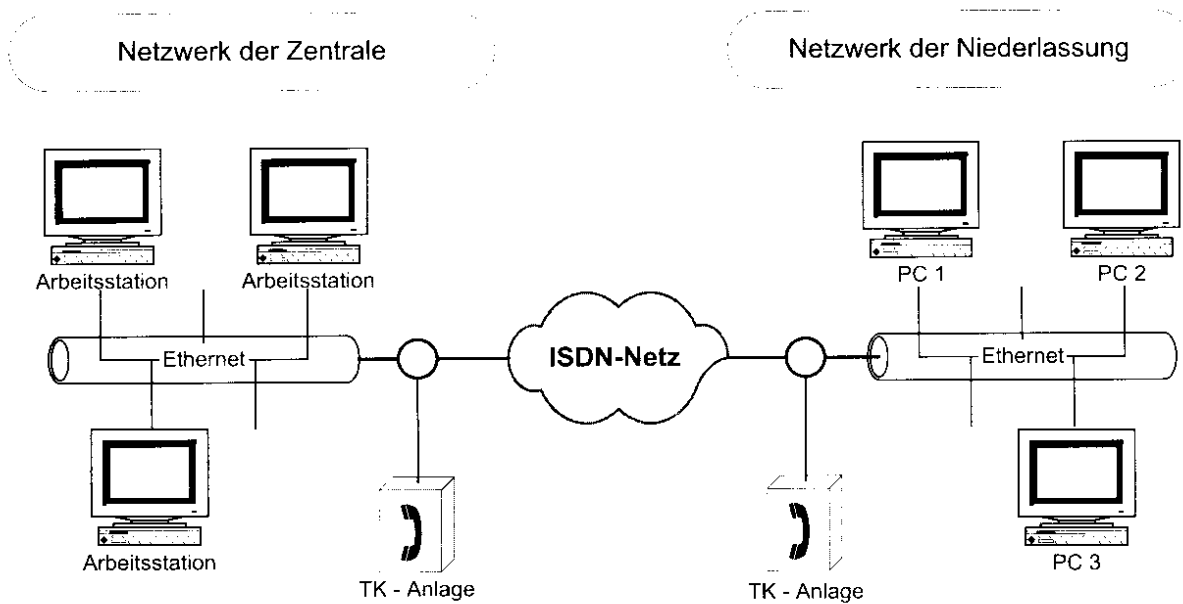 Netzwerk der Zentrale
Netzwerk der Niederlassung
Arbeitsstation
Arbeitsstation
PC 1
PC 2
Ethernet
ISDN-Netz
Ethernet
Arbeitsstation
TK - Anlage
TK - Anlage
PC 3